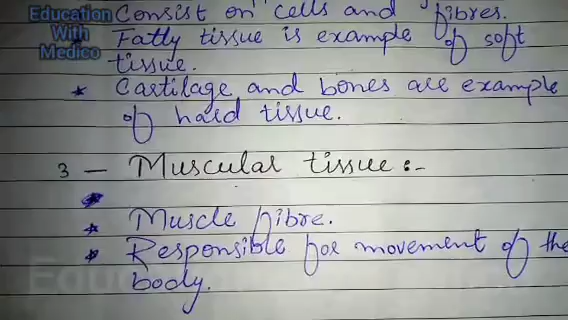 Education
With
Medico
Consist on cells and fibres.
Fatty tissue is example of soft
tissue.
* Cartilage and bones are example
of hard tissue.
3 - Muscular tissue :-
* Muscle fibre.
* Responsible for movement of the
body.